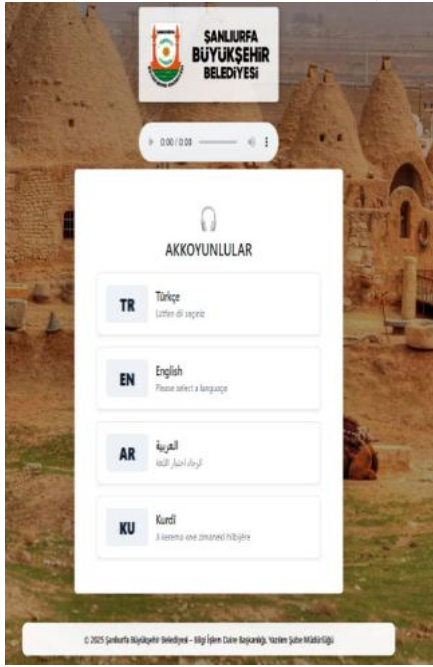 ŞANLIURFA
BÜYÜKŞEHİR
BELEDİYESİ
0:00 / 0:00
AKKOYUNLULAR
TR
Türkçe
Lütfen dil seçiniz
EN
English
Please select a language
AR
العربية
الرجاء اختيار اللغة
KU
Kurdî
Ji kerema xwe zimanekî hilbijêre
© 2025 Şanlıurfa Büyükşehir Belediyesi – Bilgi İşlem Daire Başkanlığı, Yazılım Şube Müdürlüğü